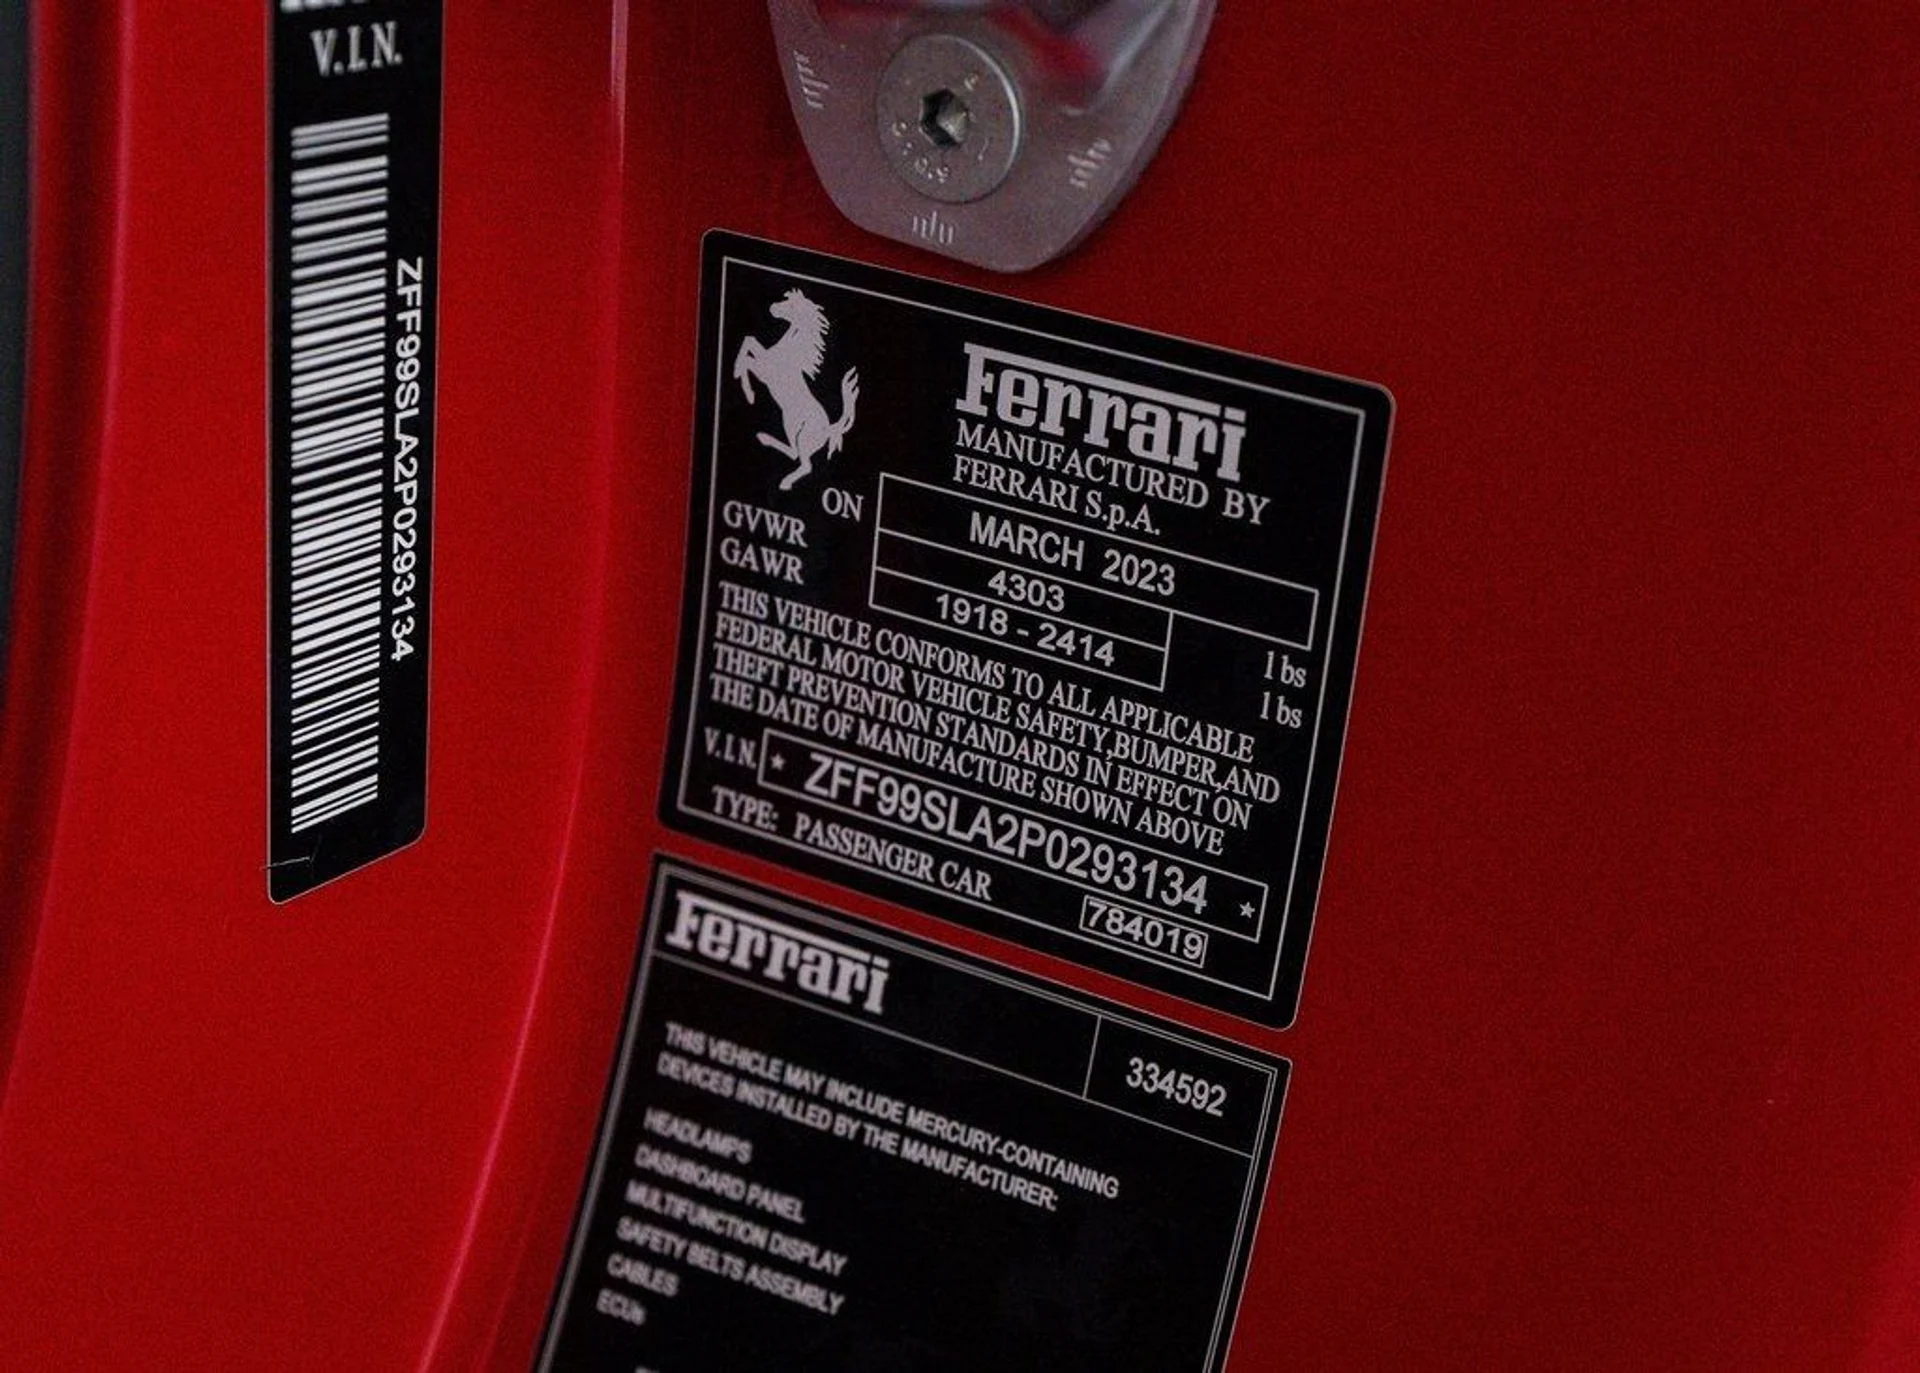 V.I.N.
ZFF99SLA2P0293134
Ferrari
MANUFACTURED BY
FERRARI S.p.A.
ON MARCH 2023
GVWR 4303 lbs
GAWR 1918 - 2414 lbs
THIS VEHICLE CONFORMS TO ALL APPLICABLE
FEDERAL MOTOR VEHICLE SAFETY,BUMPER,AND
THEFT PREVENTION STANDARDS IN EFFECT ON
THE DATE OF MANUFACTURE SHOWN ABOVE
V.I.N. * ZFF99SLA2P0293134 *
TYPE: PASSENGER CAR
784019
Ferrari
334592
THIS VEHICLE MAY INCLUDE MERCURY-CONTAINING
DEVICES INSTALLED BY THE MANUFACTURER:
HEADLAMPS
DASHBOARD PANEL
MULTIFUNCTION DISPLAY
SAFETY BELTS ASSEMBLY
CABLES
ECUs